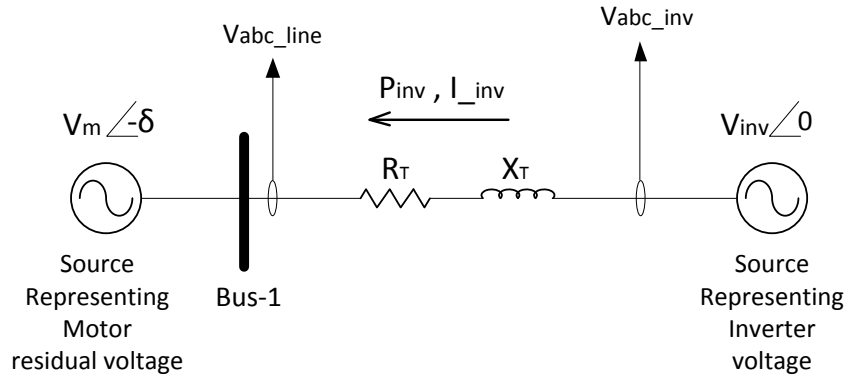 Vabc_line
Vabc_inv
Pinv , I_inv
Vm∠-δ
Vinv∠0
RT
XT
Bus-1
Source
Representing
Motor
residual voltage
Source
Representing
Inverter
voltage